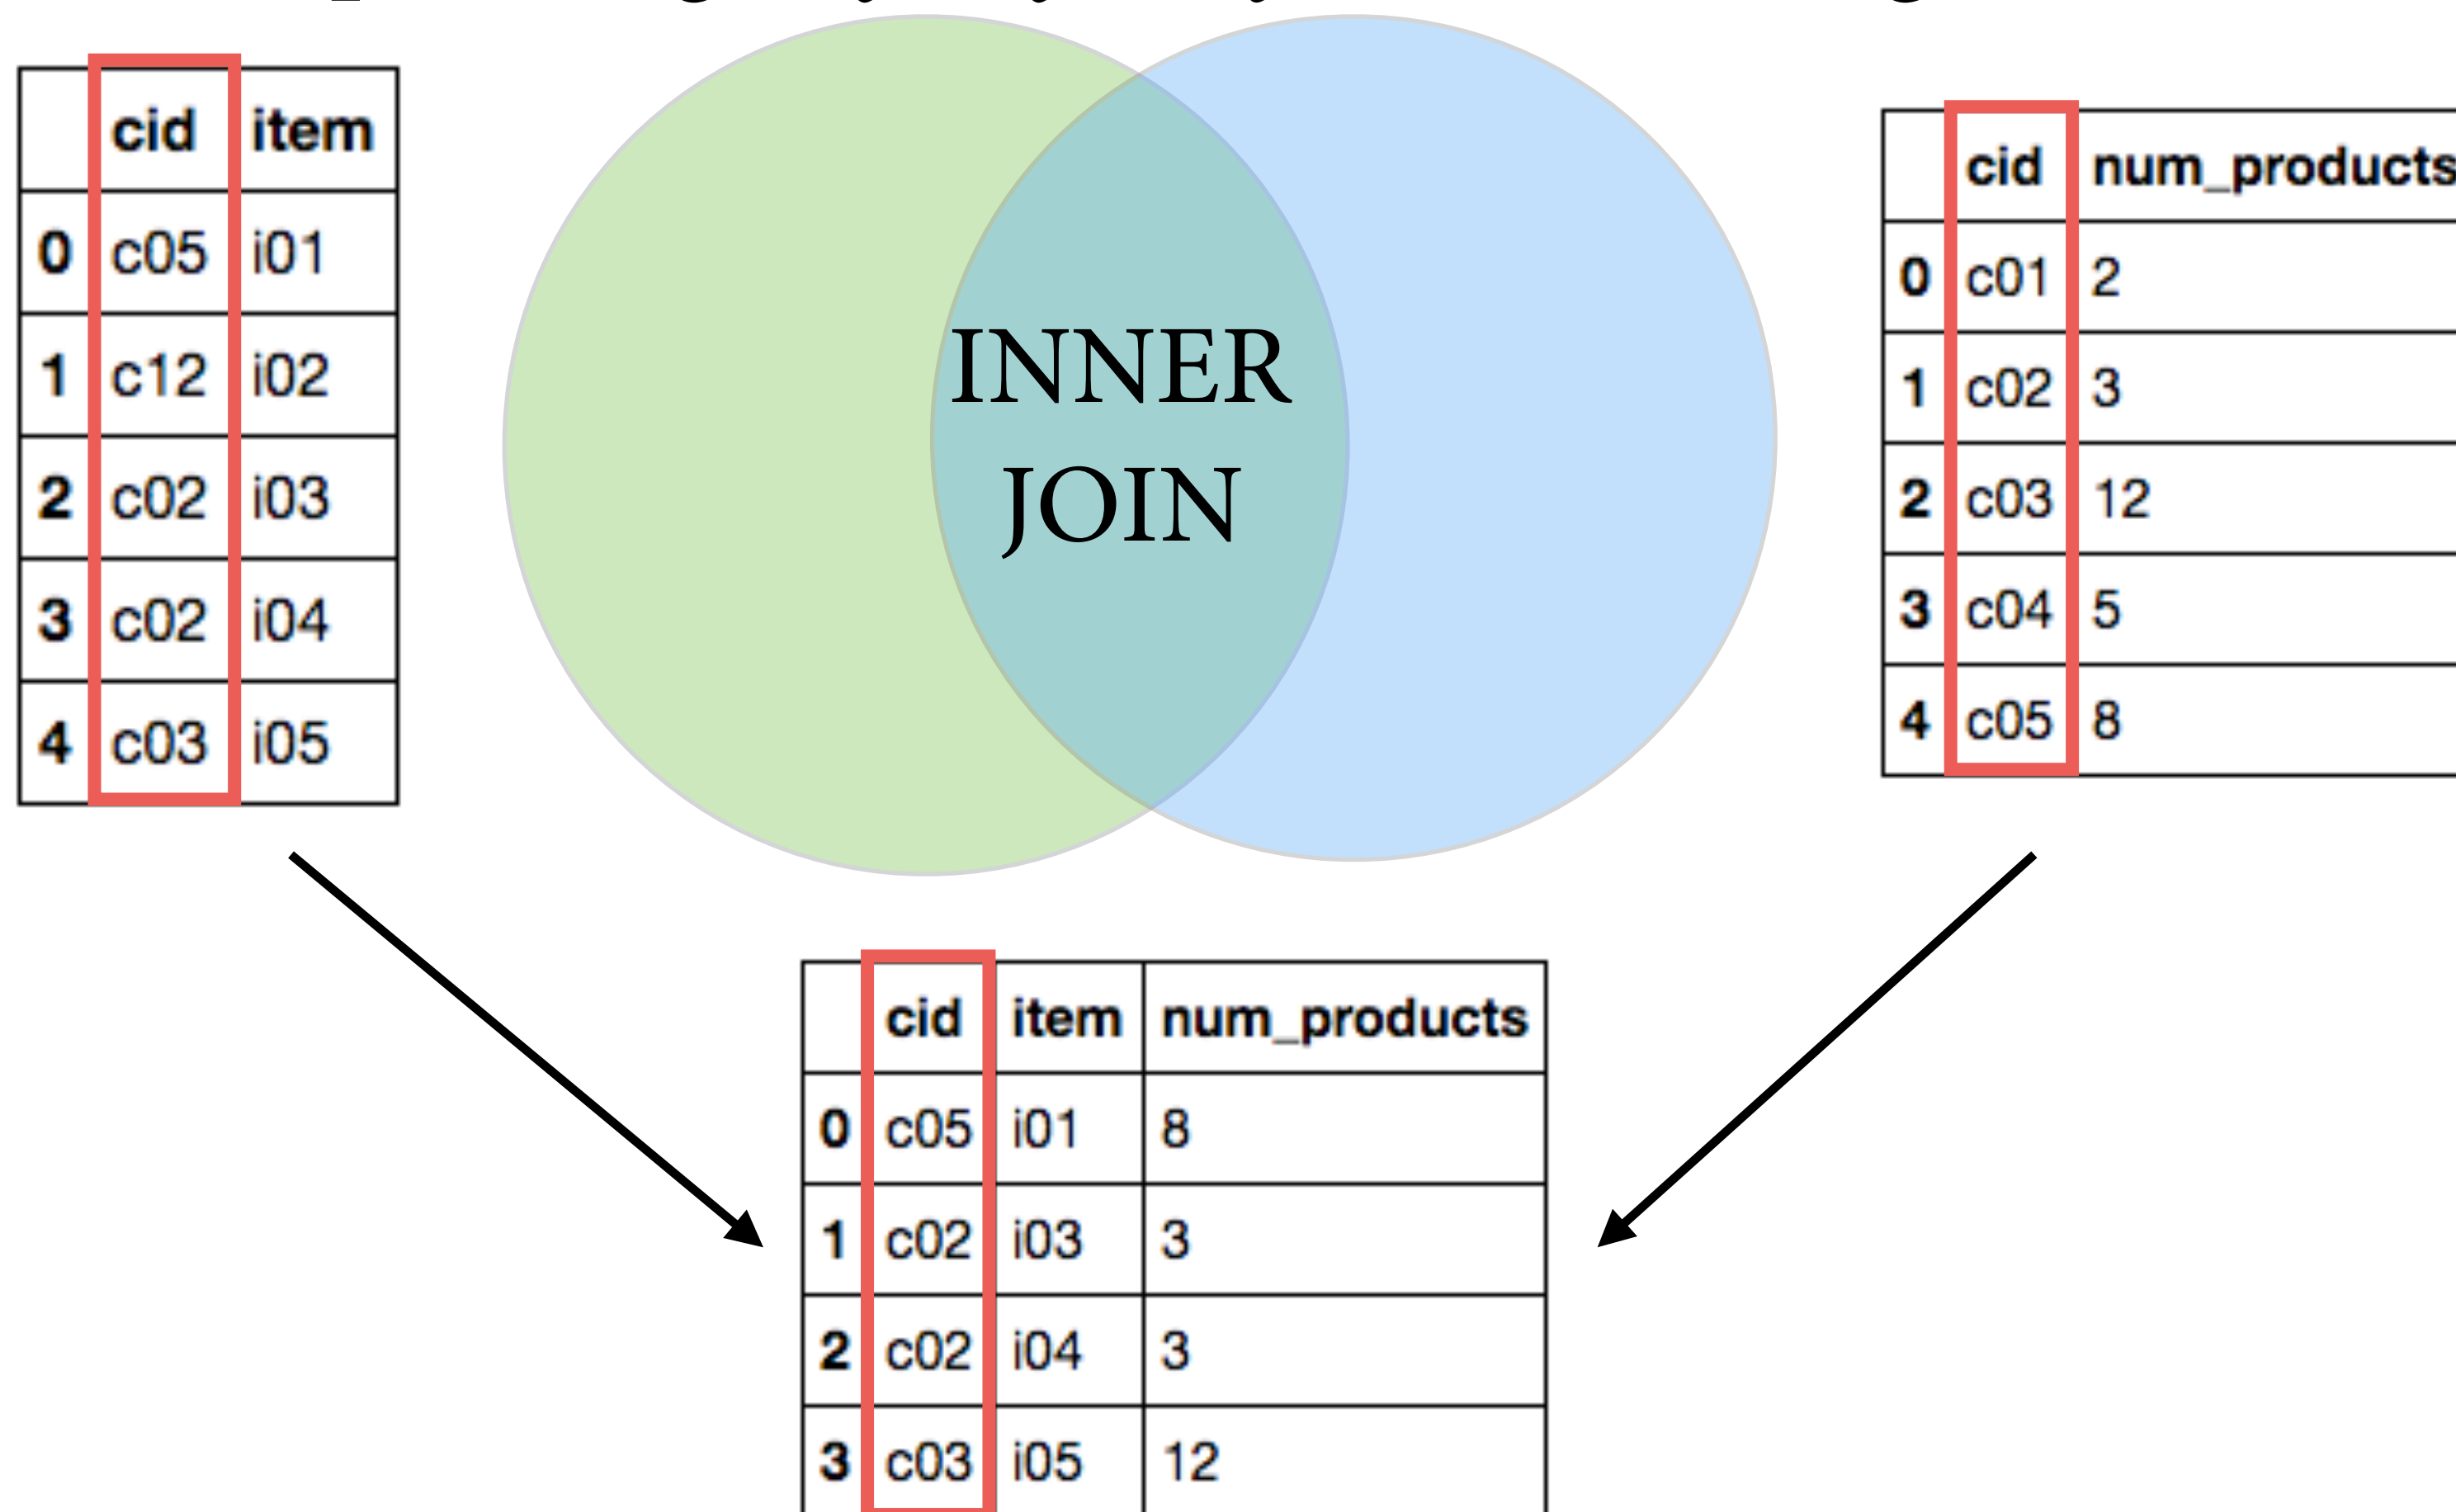 cid item
0 c05 i01
1 c12 i02
2 c02 i03
3 c02 i04
4 c03 i05
INNER
JOIN
cid num_products
0 c01 2
1 c02 3
2 c03 12
3 c04 5
4 c05 8
cid item num_products
0 c05 i01 8
1 c02 i03 3
2 c02 i04 3
3 c03 i05 12